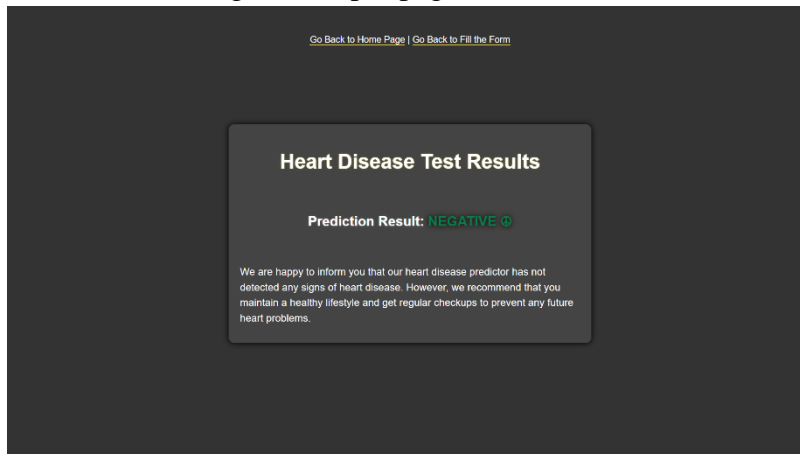 Go Back to Home Page | Go Back to Fill the Form
Heart Disease Test Results
Prediction Result: NEGATIVE ☮
We are happy to inform you that our heart disease predictor has not
detected any signs of heart disease. However, we recommend that you
maintain a healthy lifestyle and get regular checkups to prevent any future
heart problems.